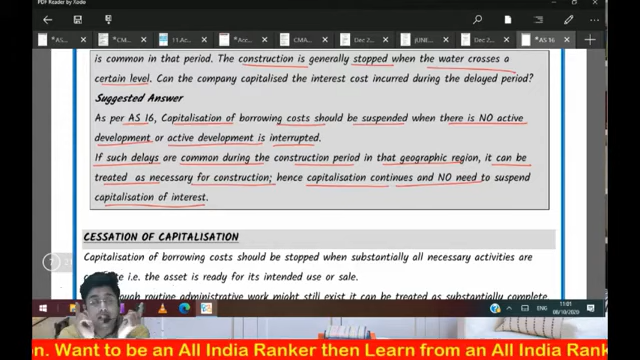 PDF Reader by Xodo
*AS...
*CM...
11.Ac...
*Acc...
CMA...
Dec 2...
jUNE...
Dec 2...
*AS 16
is common in that period. The construction is generally stopped when the water crosses a
certain level. Can the company capitalised the interest cost incurred during the delayed period?
Suggested Answer
As per AS 16, Capitalisation of borrowing costs should be suspended when there is NO active
development or active development is interrupted.
If such delays are common during the construction period in that geographic region, it can be
treated as necessary for construction; hence capitalisation continues and NO need to suspend
capitalisation of interest.
CESSATION OF CAPITALISATION
Capitalisation of borrowing costs should be stopped when substantially all necessary activities are
i.e. the asset is ready for its intended use or sale.
routine administrative work might still exist it can be treated as substantially complete
11:01
08/10/2020
on. Want to be an All India Ranker then Learn from an All India Rank